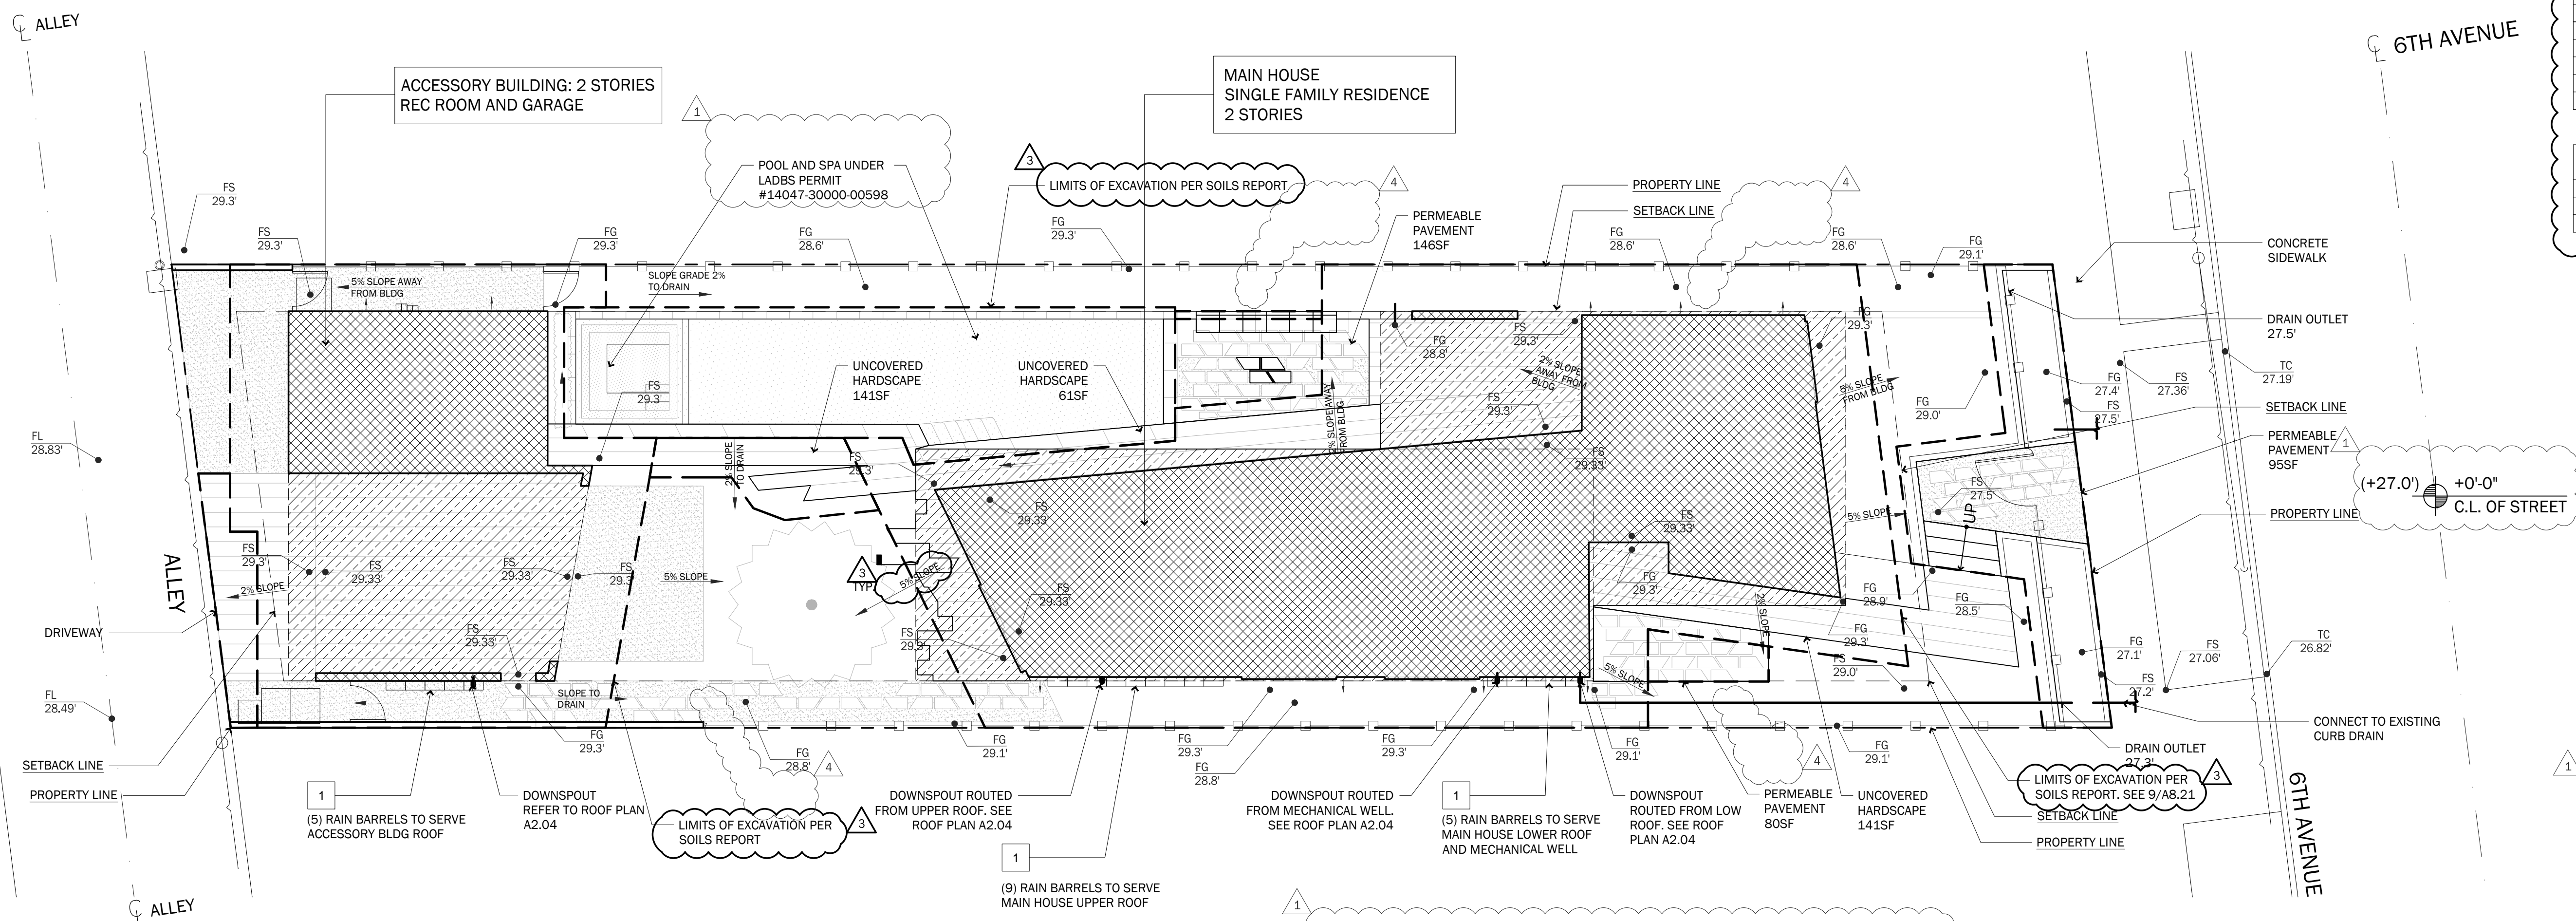 ALLEY
6TH AVENUE
ACCESSORY BUILDING: 2 STORIES
REC ROOM AND GARAGE
MAIN HOUSE
SINGLE FAMILY RESIDENCE
2 STORIES
1
POOL AND SPA UNDER
LADBS PERMIT
#14047-30000-00598
3
LIMITS OF EXCAVATION PER SOILS REPORT
4
PERMEABLE
PAVEMENT
146SF
PROPERTY LINE
SETBACK LINE
4
FS
29.3'
FS
29.3'
FG
29.3'
FG
28.6'
FG
29.3'
FG
28.6'
FG
28.6'
FG
29.1'
CONCRETE
SIDEWALK
5% SLOPE AWAY
FROM BLDG
SLOPE GRADE 2%
TO DRAIN
DRAIN OUTLET
27.5'
TC
27.19'
FG
27.4'
FS
27.36'
FS
27.5'
SETBACK LINE
PERMEABLE
PAVEMENT
95SF
1
(+27.0')
+0'-0"
C.L. OF STREET
PROPERTY LINE
UNCOVERED
HARDSCAPE
141SF
UNCOVERED
HARDSCAPE
61SF
FS
29.3'
FG
28.8'
FS
29.3'
2% SLOPE
AWAY FROM
BLDG
FS
29.3'
FS
29.33'
FG
29.3'
5% SLOPE
FROM BLDG
FG
29.0'
2% SLOPE AWAY
FROM BLDG
2% SLOPE
TO DRAIN
FS
29.3'
FS
29.33'
FS
29.33'
FS
27.5'
UP
5% SLOPE
FL
28.83'
ALLEY
FS
29.3'
FS
29.33'
FS
29.33'
FS
29.3'
2% SLOPE
5% SLOPE
3
TYP.
5% SLOPE
FS
29.33'
FS
29.3'
FG
29.3'
FG
28.9'
FG
28.5'
FG
29.3'
2% SLOPE
DRIVEWAY
FS
29.33'
FS
29.0'
5% SLOPE
FG
27.1'
FS
27.06'
TC
26.82'
FS
27.2'
FL
28.49'
SLOPE TO
DRAIN
CONNECT TO EXISTING
CURB DRAIN
FG
29.3'
FG
28.8'
4
FG
29.1'
FG
29.3'
FG
28.8'
FG
29.3'
FG
29.1'
4
FG
29.1'
DRAIN OUTLET
27.3'
SETBACK LINE
PROPERTY LINE
1
(5) RAIN BARRELS TO SERVE
ACCESSORY BLDG ROOF
DOWNSPOUT
REFER TO ROOF PLAN
A2.04
LIMITS OF EXCAVATION PER
SOILS REPORT
3
DOWNSPOUT ROUTED
FROM UPPER ROOF. SEE
ROOF PLAN A2.04
1
(9) RAIN BARRELS TO SERVE
MAIN HOUSE UPPER ROOF
DOWNSPOUT ROUTED
FROM MECHANICAL WELL.
SEE ROOF PLAN A2.04
1
(5) RAIN BARRELS TO SERVE
MAIN HOUSE LOWER ROOF
AND MECHANICAL WELL
DOWNSPOUT
ROUTED FROM LOW
ROOF. SEE ROOF
PLAN A2.04
PERMEABLE
PAVEMENT
80SF
UNCOVERED
HARDSCAPE
141SF
LIMITS OF EXCAVATION PER
SOILS REPORT. SEE 9/A8.21
3
SETBACK LINE
PROPERTY LINE
6TH AVENUE
1
ALLEY
1